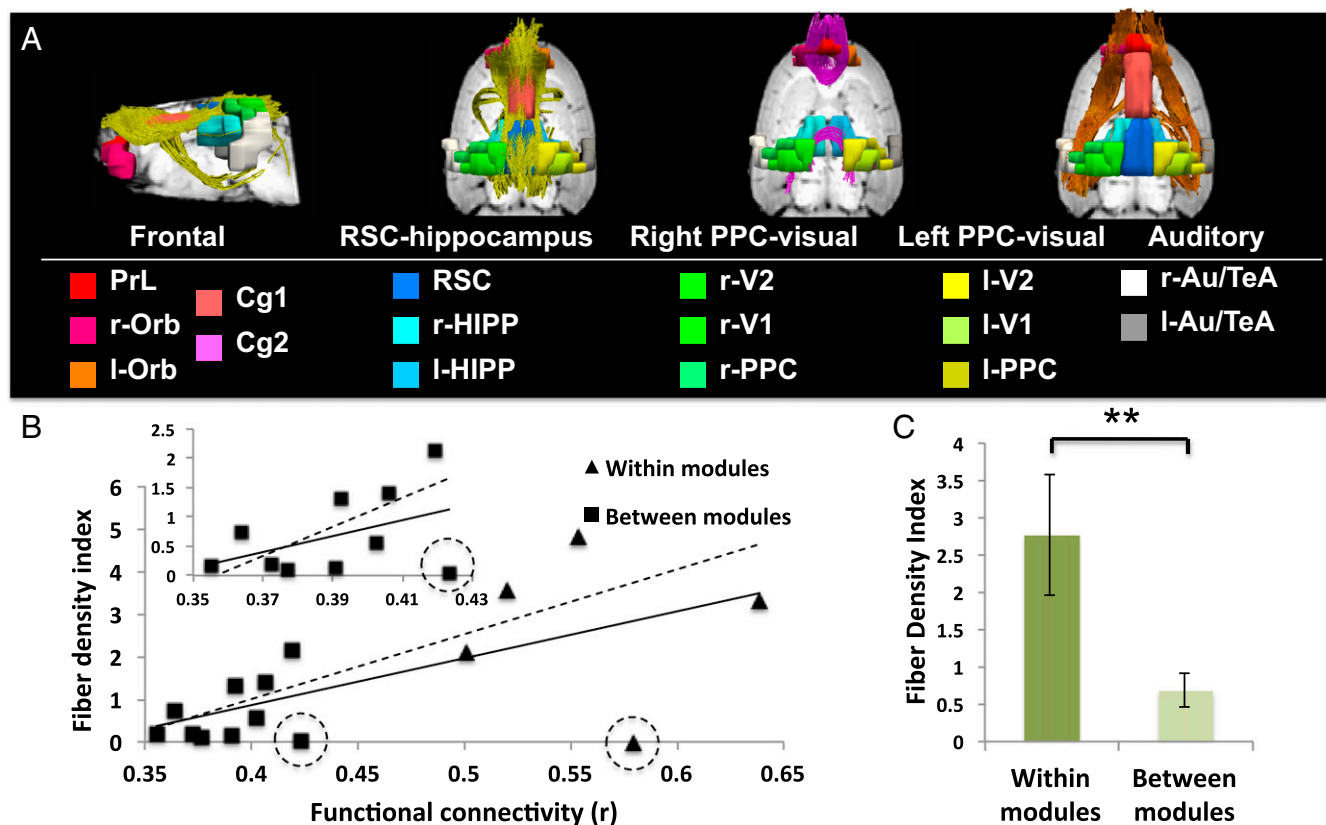 A
Frontal RSC-hippocampus Right PPC-visual Left PPC-visual Auditory
PrL Cg1 RSC r-V2 l-V2 r-Au/TeA
r-Orb Cg2 r-HIPP r-V1 l-V1 l-Au/TeA
l-Orb l-HIPP r-PPC l-PPC
B
Fiber density index
6
5
4
3
2
1
0
0.35 0.4 0.45 0.5 0.55 0.6 0.65
Functional connectivity (r)
2.5
2
1.5
1
0.5
0
0.35 0.37 0.39 0.41 0.43
Within modules
Between modules
C
**
Fiber Density Index
4
3.5
3
2.5
2
1.5
1
0.5
0
Within Between
modules modules